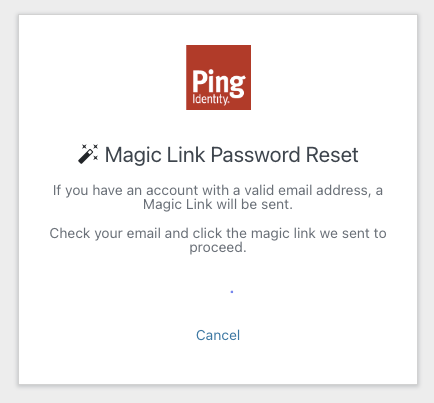 Ping
Identity.
Magic Link Password Reset
If you have an account with a valid email address, a
Magic Link will be sent.
Check your email and click the magic link we sent to
proceed.
Cancel